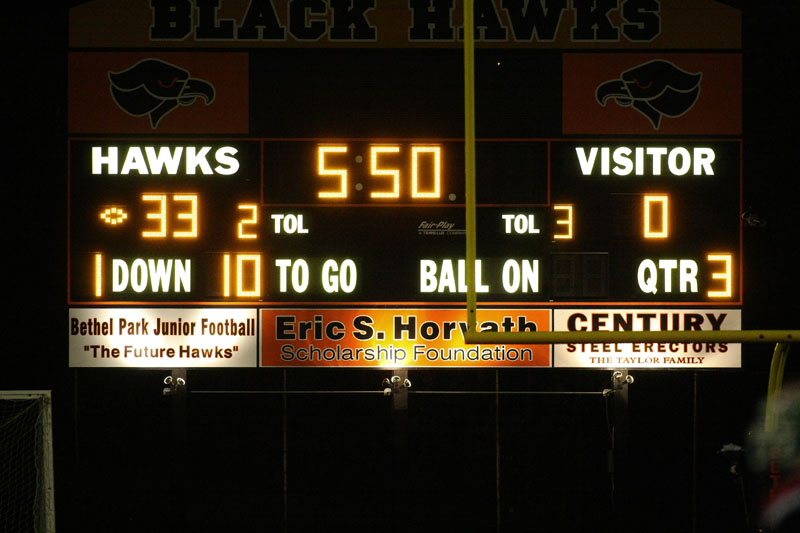 BLACK HAWKS
HAWKS 5:50 VISITOR
33 2 TOL Fair-Play TOL 3 0
1 DOWN 10 TO GO BALL ON QTR 3
Bethel Park Junior Football
"The Future Hawks"
Eric S. Horvath
Scholarship Foundation
CENTURY
STEEL ERECTORS
THE TAYLOR FAMILY